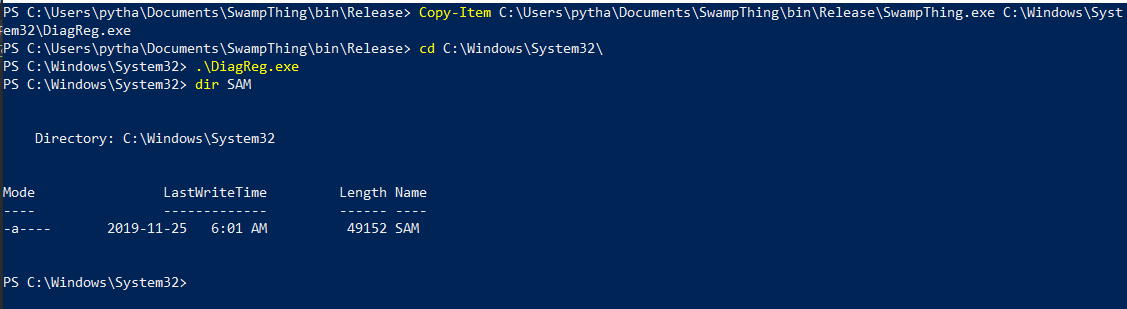 PS C:\Users\pytha\Documents\SwampThing\bin\Release> Copy-Item C:\Users\pytha\Documents\SwampThing\bin\Release\SwampThing.exe C:\Windows\Syst
em32\DiagReg.exe
PS C:\Users\pytha\Documents\SwampThing\bin\Release> cd C:\Windows\System32\
PS C:\Windows\System32> .\DiagReg.exe
PS C:\Windows\System32> dir SAM
Directory: C:\Windows\System32
Mode LastWriteTime Length Name
---- ------------- ------ ----
-a---- 2019-11-25 6:01 AM 49152 SAM
PS C:\Windows\System32>